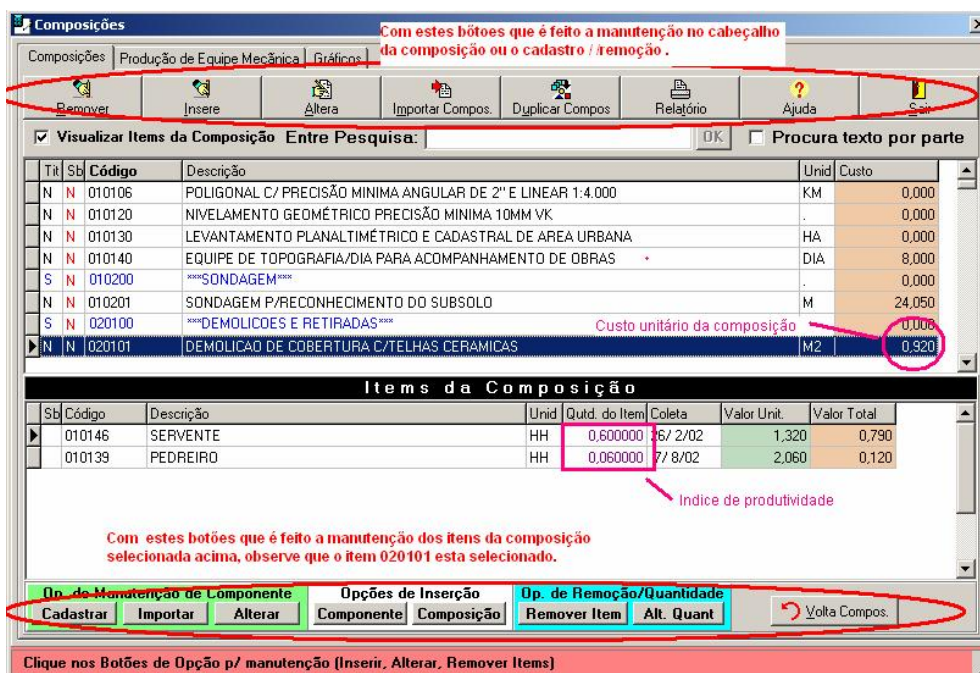 Composições
Com estes bõtoes que é feito a manutenção no cabeçalho
da composição ou o cadastro / /remoção .
Composições Produção de Equipe Mecânica Gráficos
Remover Insere Altera Importar Compos. Duplicar Compos Relatório Ajuda Sair
Visualizar Items da Composição Entre Pesquisa: OK Procura texto por parte
Tit Sb Código Descrição Unid Custo
N N 010106 POLIGONAL C/ PRECISÃO MINIMA ANGULAR DE 2" E LINEAR 1:4.000 KM 0,000
N N 010120 NIVELAMENTO GEOMÉTRICO PRECISÃO MINIMA 10MM VK . 0,000
N N 010130 LEVANTAMENTO PLANALTIMÉTRICO E CADASTRAL DE AREA URBANA HA 0,000
N N 010140 EQUIPE DE TOPOGRAFIA/DIA PARA ACOMPANHAMENTO DE OBRAS DIA 8,000
S N 010200 ***SONDAGEM*** . 0,000
N N 010201 SONDAGEM P/RECONHECIMENTO DO SUBSOLO M 24,050
S N 020100 ***DEMOLICOES E RETIRADAS*** . 0,000
Custo unitário da composição
N N 020101 DEMOLICAO DE COBERTURA C/TELHAS CERAMICAS M2 0,920
Items da Composição
Sb Código Descrição Unid Qutd. do Item Coleta Valor Unit. Valor Total
010146 SERVENTE HH 0,600000 26/ 2/02 1,320 0,790
010139 PEDREIRO HH 0,060000 7/ 8/02 2,060 0,120
Indice de produtividade
Com estes botões que é feito a manutenção dos itens da composição
selecionada acima, observe que o item 020101 esta selecionado.
Op. de Manutenção de Componente Opções de Inserção Op. de Remoção/Quantidade
Cadastrar Importar Alterar Componente Composição Remover Item Alt. Quant Volta Compos.
Clique nos Botões de Opção p/ manutenção (Inserir, Alterar, Remover Items)